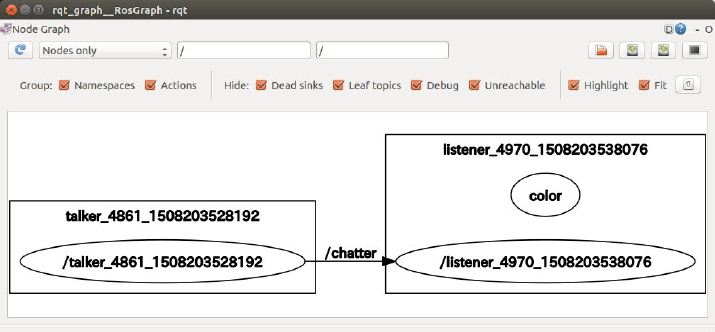 rqt_graph__RosGraph - rqt
Node Graph
D ? - O
Nodes only / /
Group: Namespaces Actions Hide: Dead sinks Leaf topics Debug Unreachable Highlight Fit
listener_4970_1508203538076
color
talker_4861_1508203528192
/chatter
/talker_4861_1508203528192
/listener_4970_1508203538076